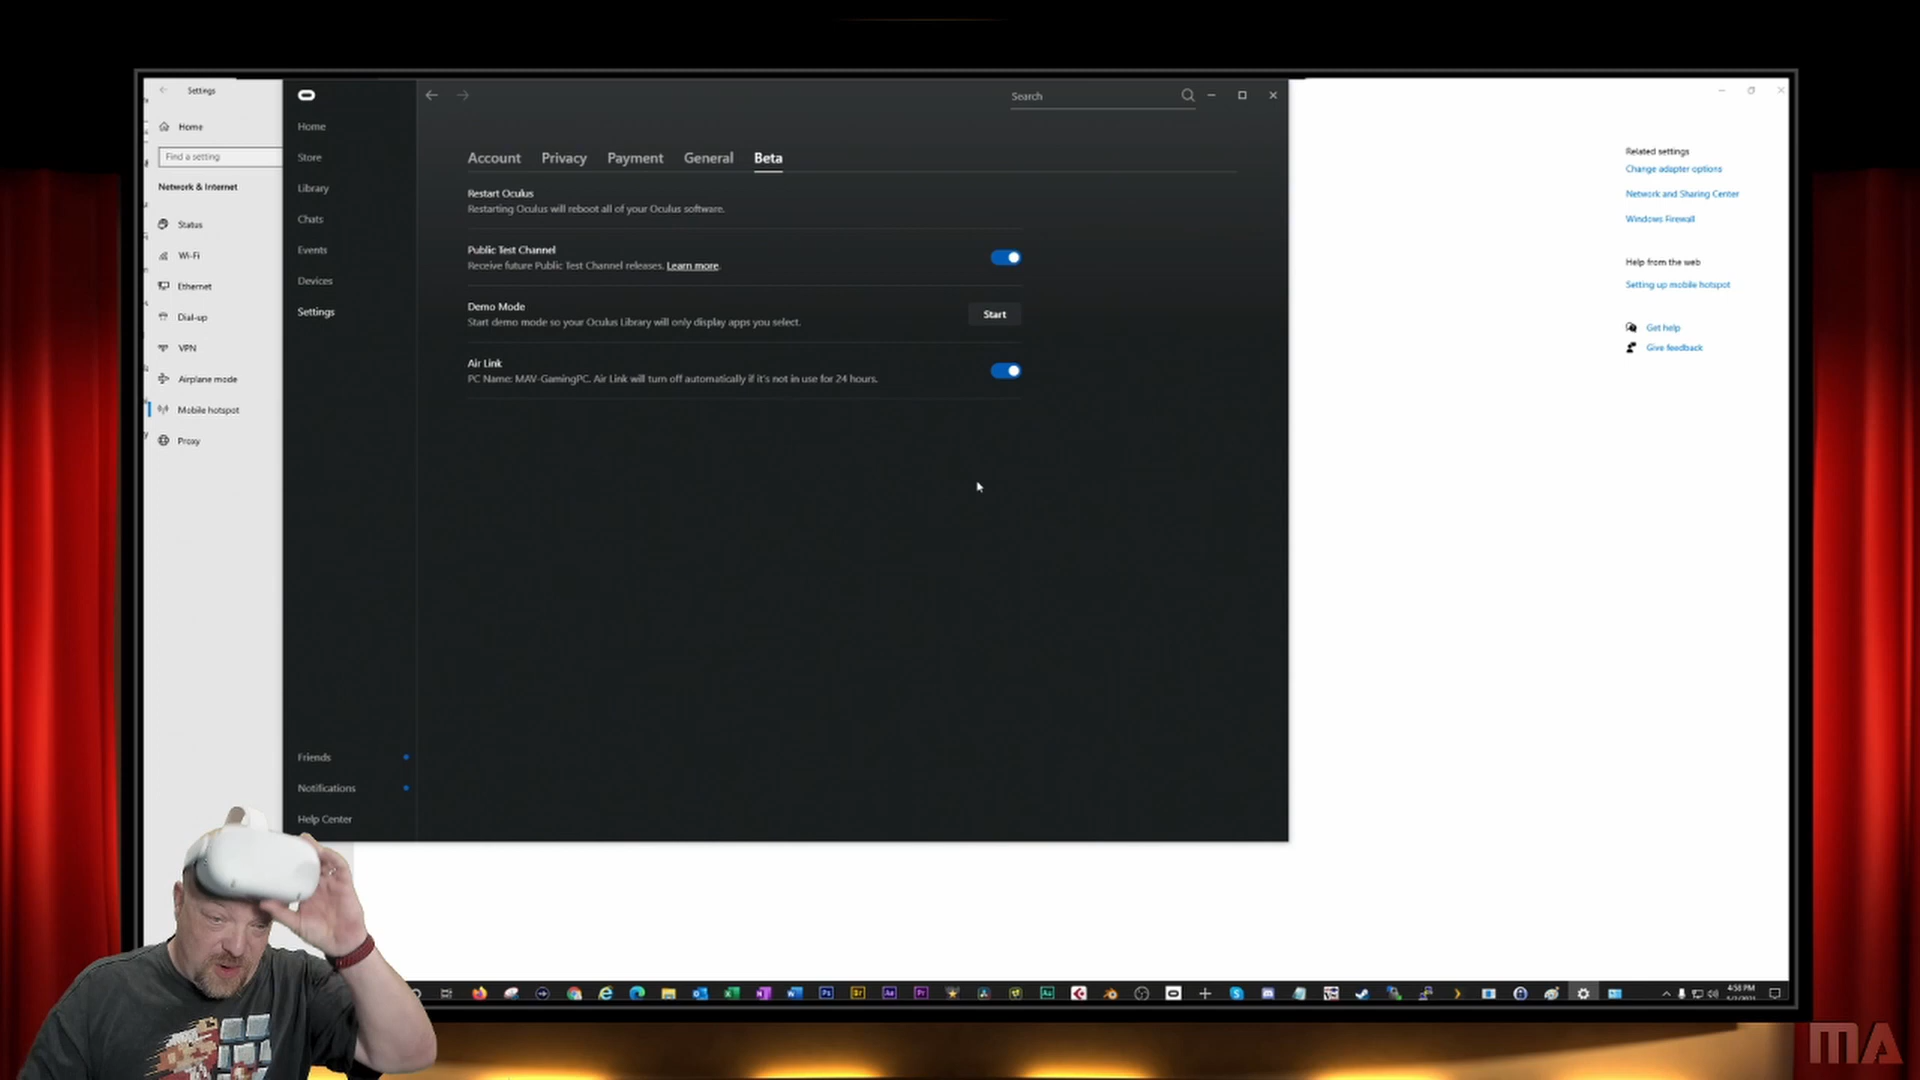 Settings
Home
Find a setting
Network & Internet
Status
Wi-Fi
Ethernet
Dial-up
VPN
Airplane mode
Mobile hotspot
Proxy
Home
Store
Library
Chats
Events
Devices
Settings
Friends
Notifications
Help Center
Search
Account Privacy Payment General Beta
Restart Oculus
Restarting Oculus will reboot all of your Oculus software.
Public Test Channel
Receive future Public Test Channel releases. Learn more.
Demo Mode
Start demo mode so your Oculus Library will only display apps you select.
Start
Air Link
PC Name: MAV-GamingPC. Air Link will turn off automatically if it's not in use for 24 hours.
Related settings
Change adapter options
Network and Sharing Center
Windows Firewall
Help from the web
Setting up mobile hotspot
Get help
Give feedback
4:58 PM
MA